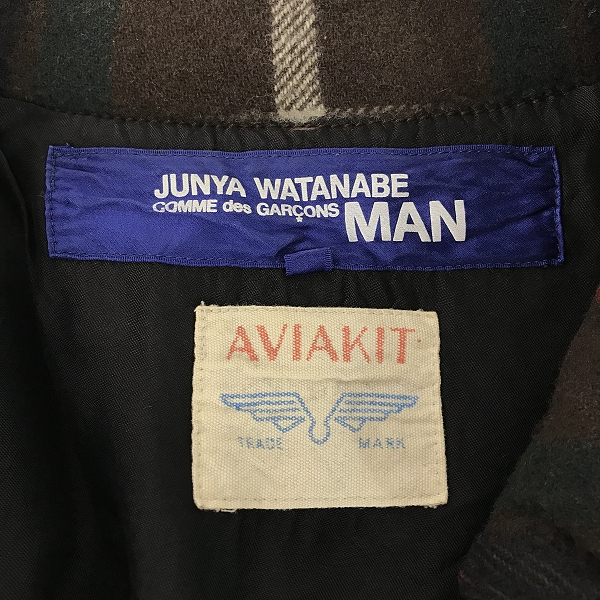 JUNYA WATANABE
COMME des GARÇONS MAN
AVIAKIT
TRADE MARK